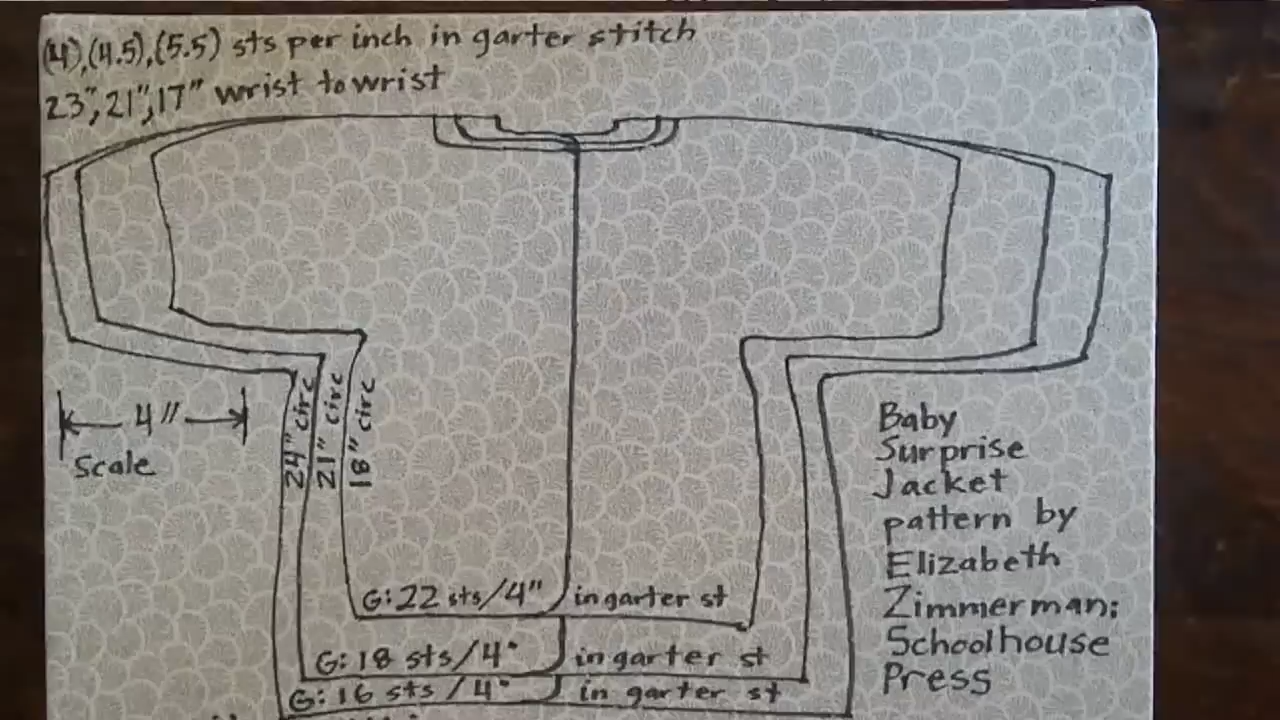 (4),(4.5),(5.5) sts per inch in garter stitch
23",21",17" wrist to wrist
4"
Scale
24" circ
21" circ
18" circ
G: 22 sts/4" in garter st
G: 18 sts/4" in garter st
G: 16 sts/4" in garter st
Baby
Surprise
Jacket
pattern by
Elizabeth
Zimmerman;
Schoolhouse
Press